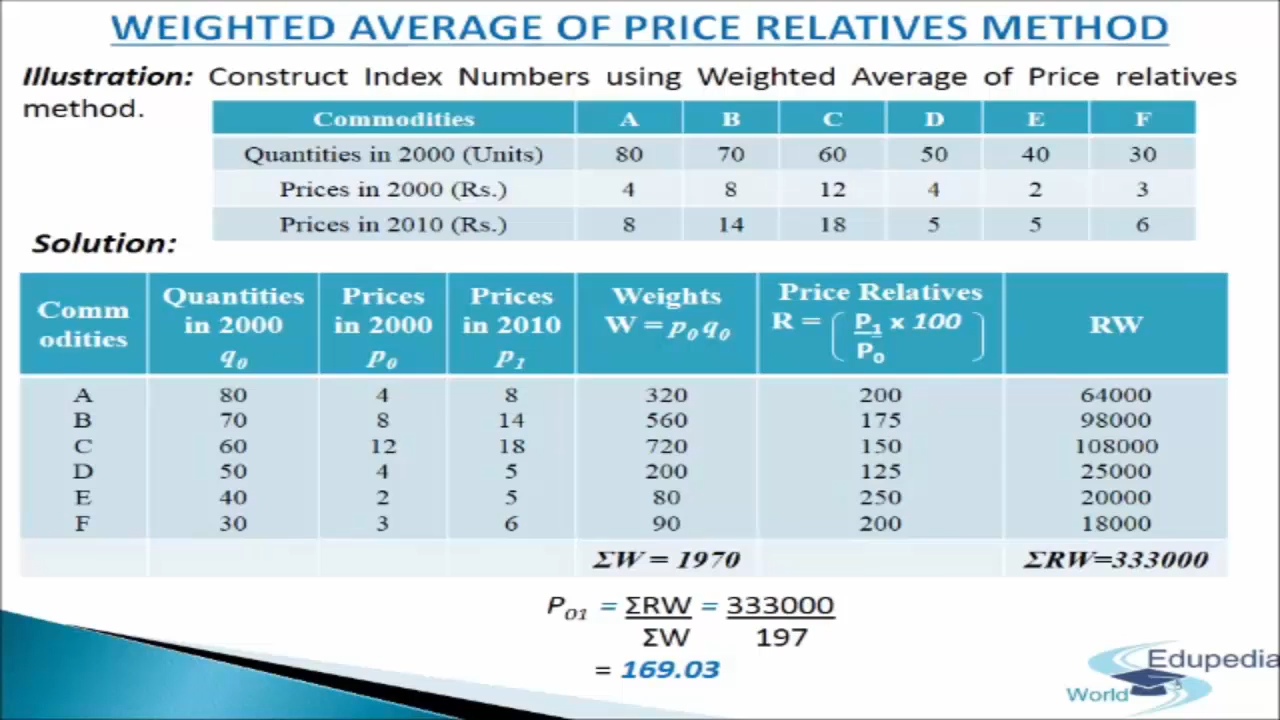 WEIGHTED AVERAGE OF PRICE RELATIVES METHOD
Illustration: Construct Index Numbers using Weighted Average of Price relatives
method.
Commodities A B C D E F
Quantities in 2000 (Units) 80 70 60 50 40 30
Prices in 2000 (Rs.) 4 8 12 4 2 3
Prices in 2010 (Rs.) 8 14 18 5 5 6
Solution:
Comm odities Quantities in 2000 q₀ Prices in 2000 p₀ Prices in 2010 p₁ Weights W = p₀ q₀ Price Relatives R = ( P₁ x 100 / P₀ ) RW
A 80 4 8 320 200 64000
B 70 8 14 560 175 98000
C 60 12 18 720 150 108000
D 50 4 5 200 125 25000
E 40 2 5 80 250 20000
F 30 3 6 90 200 18000
ΣW = 1970 ΣRW=333000
P₀₁ = ΣRW = 333000
ΣW 197
= 169.03
Edupedia
World